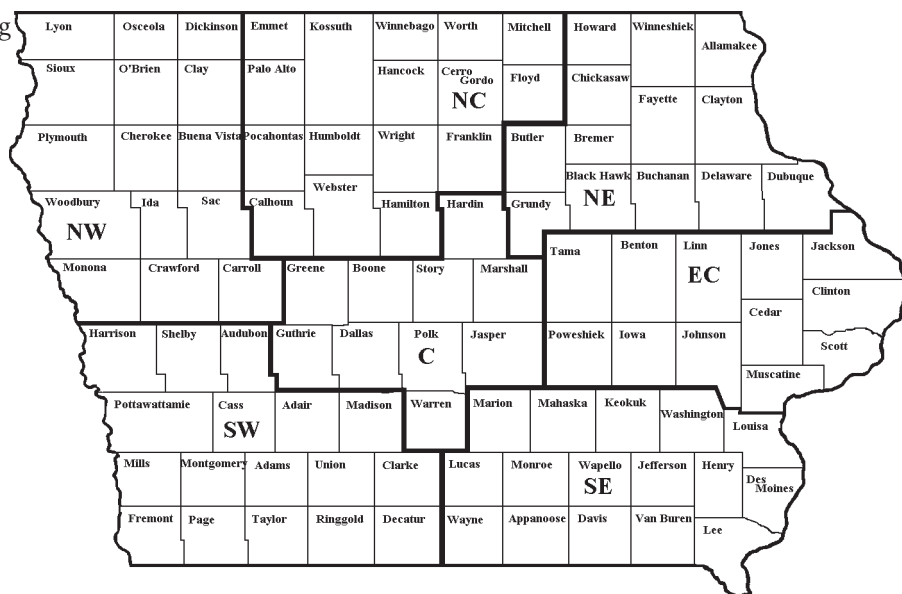 g
Lyon Osceola Dickinson Emmet Kossuth Winnebago Worth Mitchell Howard Winneshiek
Allamakee
Sioux O'Brien Clay Palo Alto Hancock Cerro
Gordo Floyd Chickasaw
NC
Fayette Clayton
Plymouth Cherokee Buena Vista Pocahontas Humboldt Wright Franklin Butler Bremer
Webster
Black Hawk Buchanan Delaware Dubuque
NE
Woodbury Ida Sac Calhoun Hamilton Hardin Grundy
NW
Tama Benton Linn Jones Jackson
EC
Monona Crawford Carroll Greene Boone Story Marshall
Clinton
Cedar
Harrison Shelby Audubon Guthrie Dallas Polk Jasper Poweshiek Iowa Johnson
C
Scott
Muscatine
Pottawattamie Cass Adair Madison Warren Marion Mahaska Keokuk
Washington
SW
Louisa
Mills Montgomery Adams Union Clarke Lucas Monroe Wapello Jefferson Henry
SE
Des
Moines
Fremont Page Taylor Ringgold Decatur Wayne Appanoose Davis Van Buren
Lee